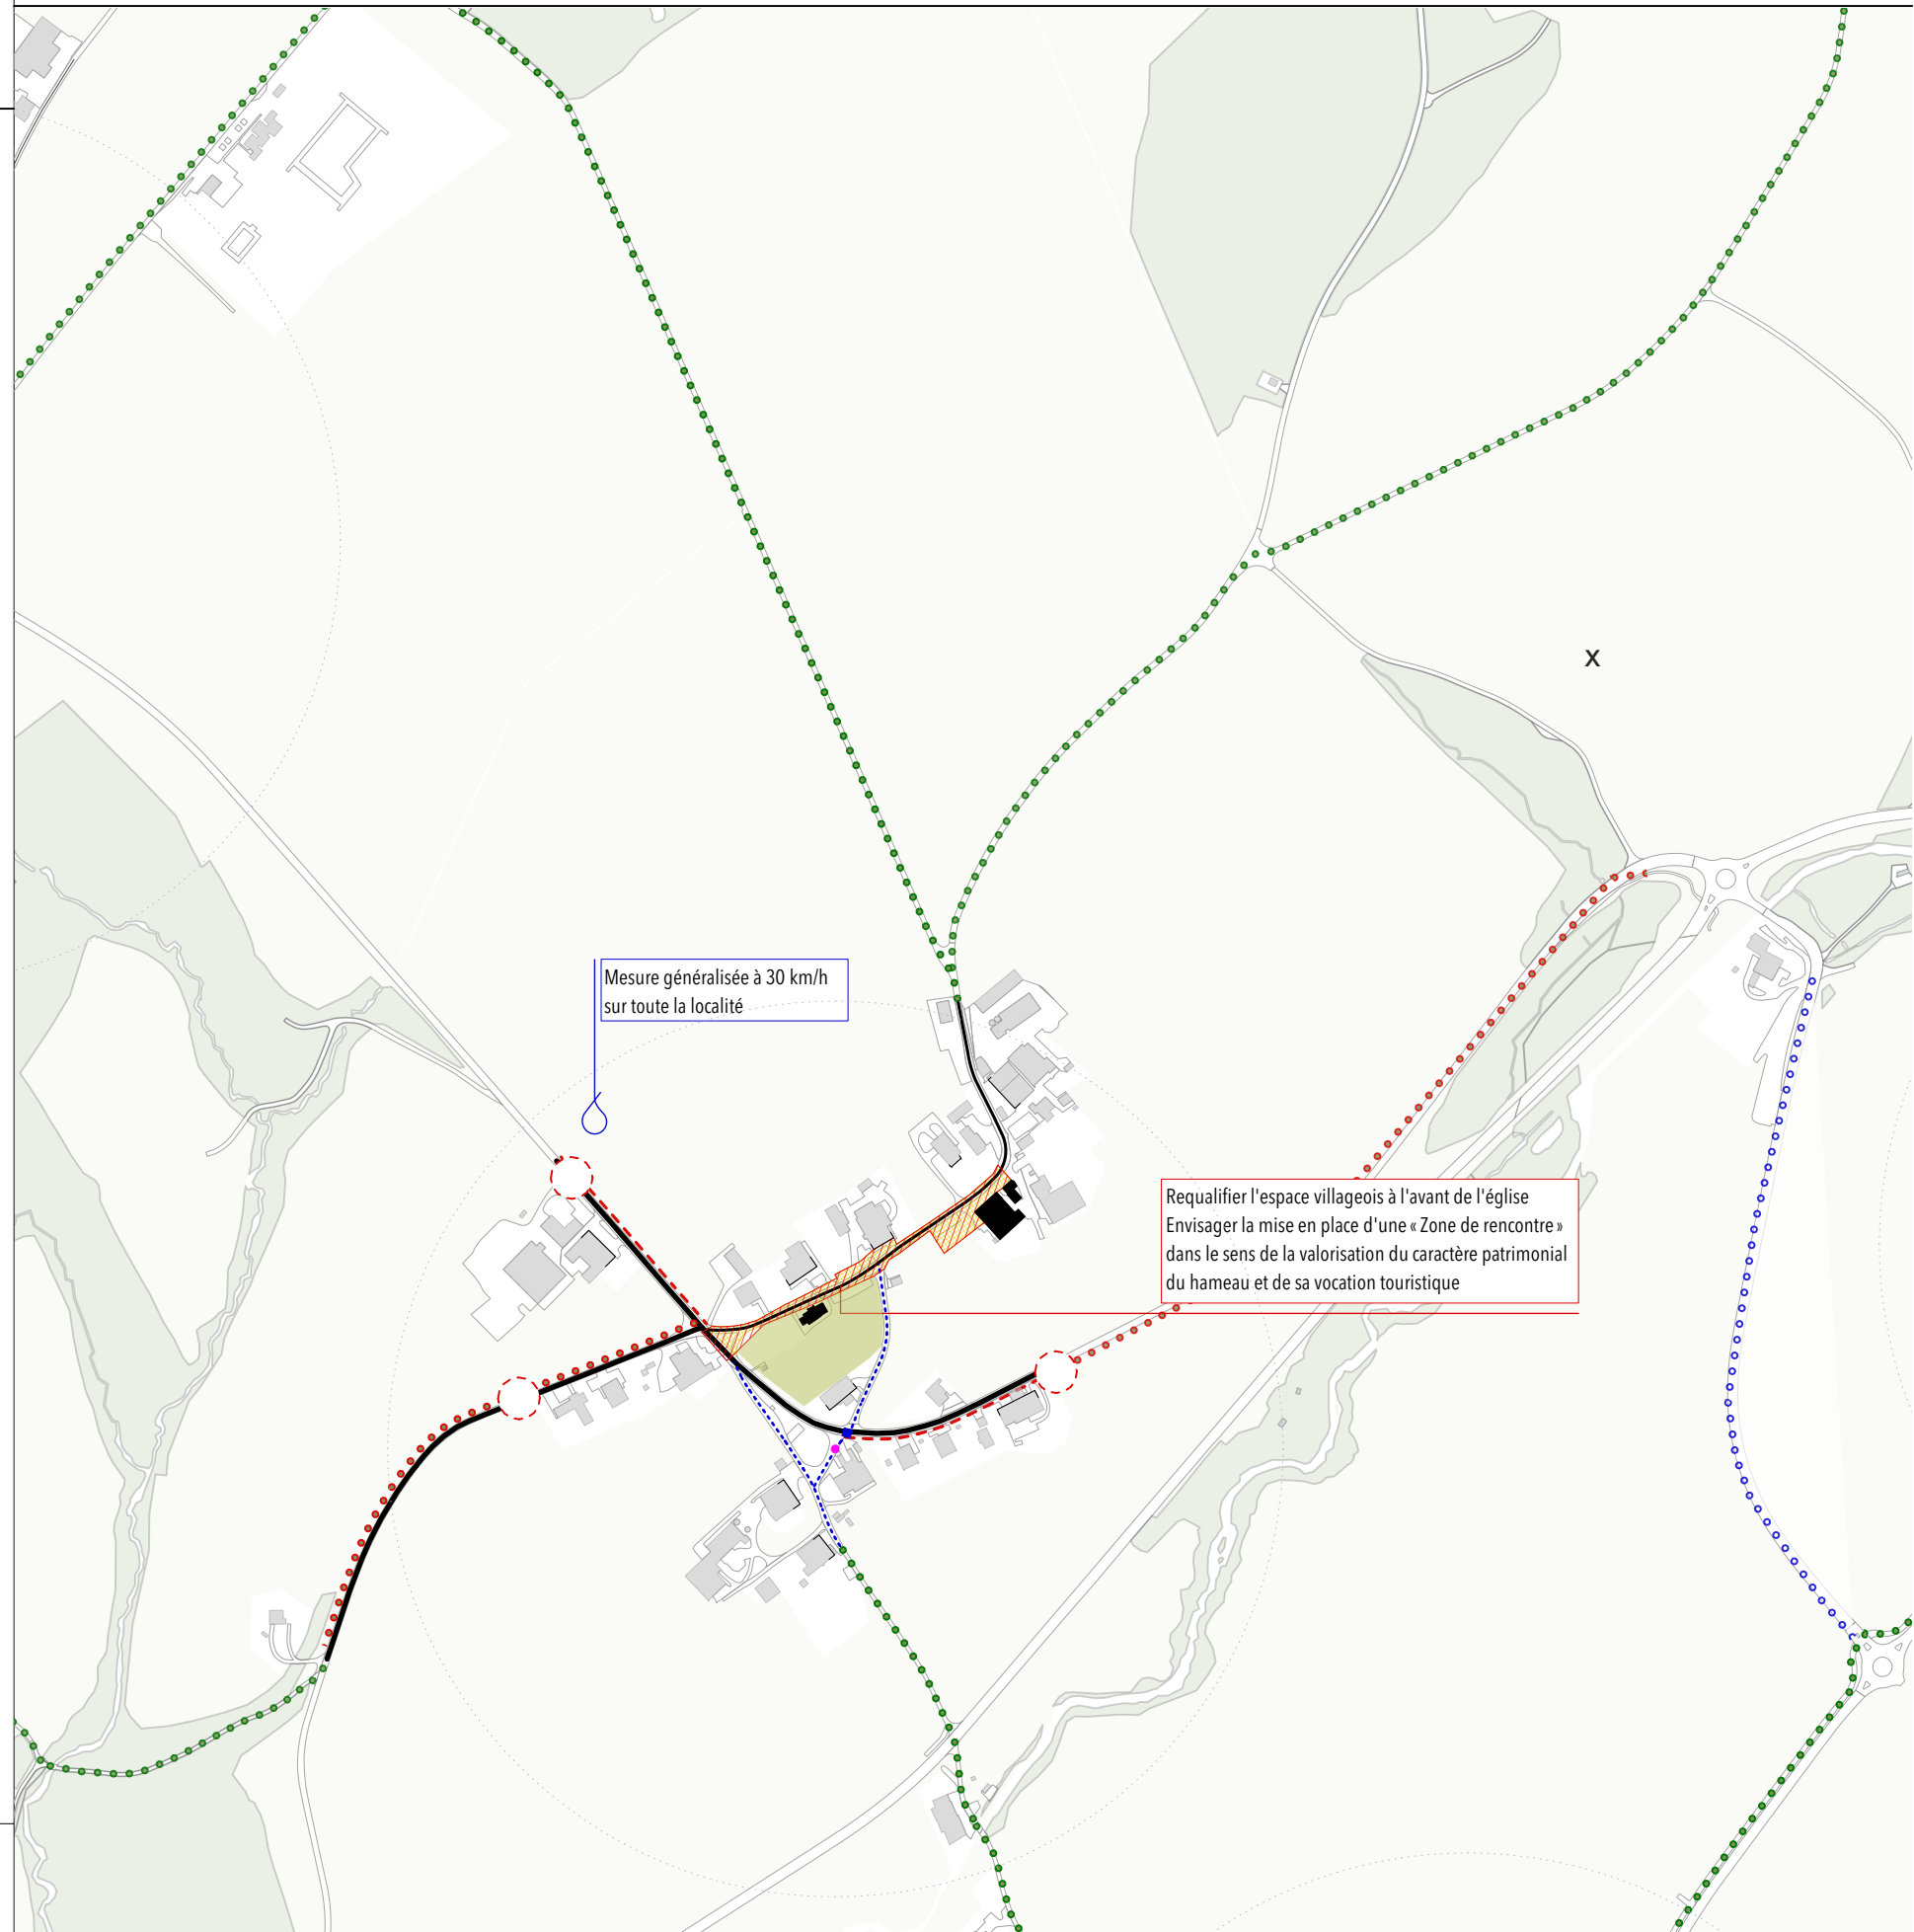 x
Mesure généralisée à 30 km/h
sur toute la localité
Requalifier l'espace villageois à l'avant de l'église
Envisager la mise en place d'une « Zone de rencontre »
dans le sens de la valorisation du caractère patrimonial
du hameau et de sa vocation touristique